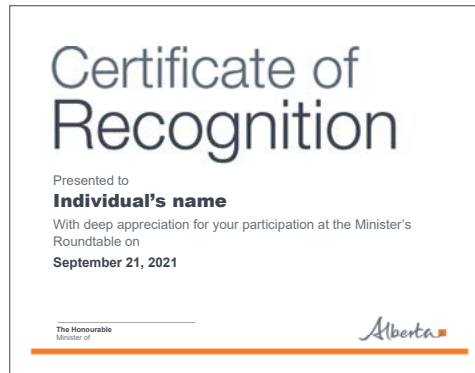 Certificate of
Recognition
Presented to
Individual’s name
With deep appreciation for your participation at the Minister’s
Roundtable on
September 21, 2021
The Honourable
Minister of
Alberta